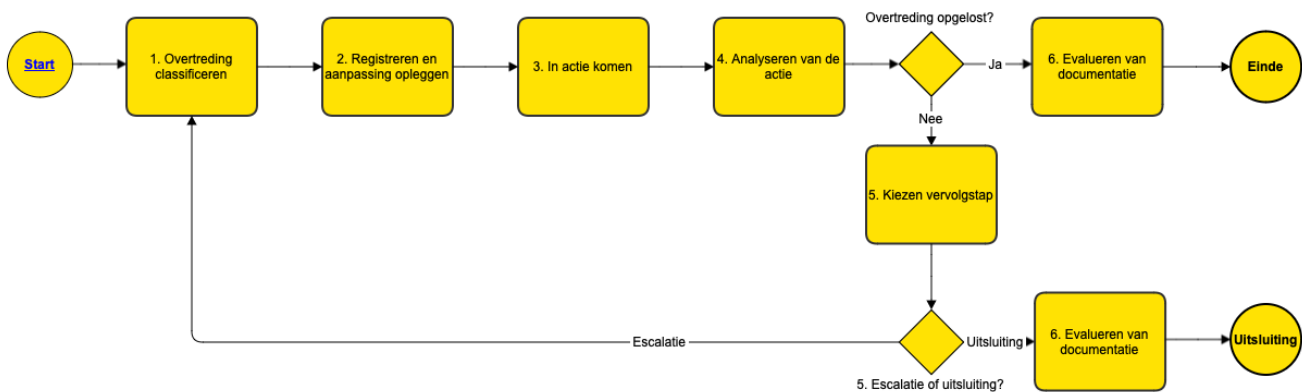 Overtreding opgelost?
Start
1. Overtreding
classificeren
2. Registreren en
aanpassing opleggen
3. In actie komen
4. Analyseren van de
actie
Ja
6. Evalueren van
documentatie
Einde
Nee
5. Kiezen vervolgstap
Escalatie
Uitsluiting
6. Evalueren van
documentatie
Uitsluiting
5. Escalatie of uitsluiting?